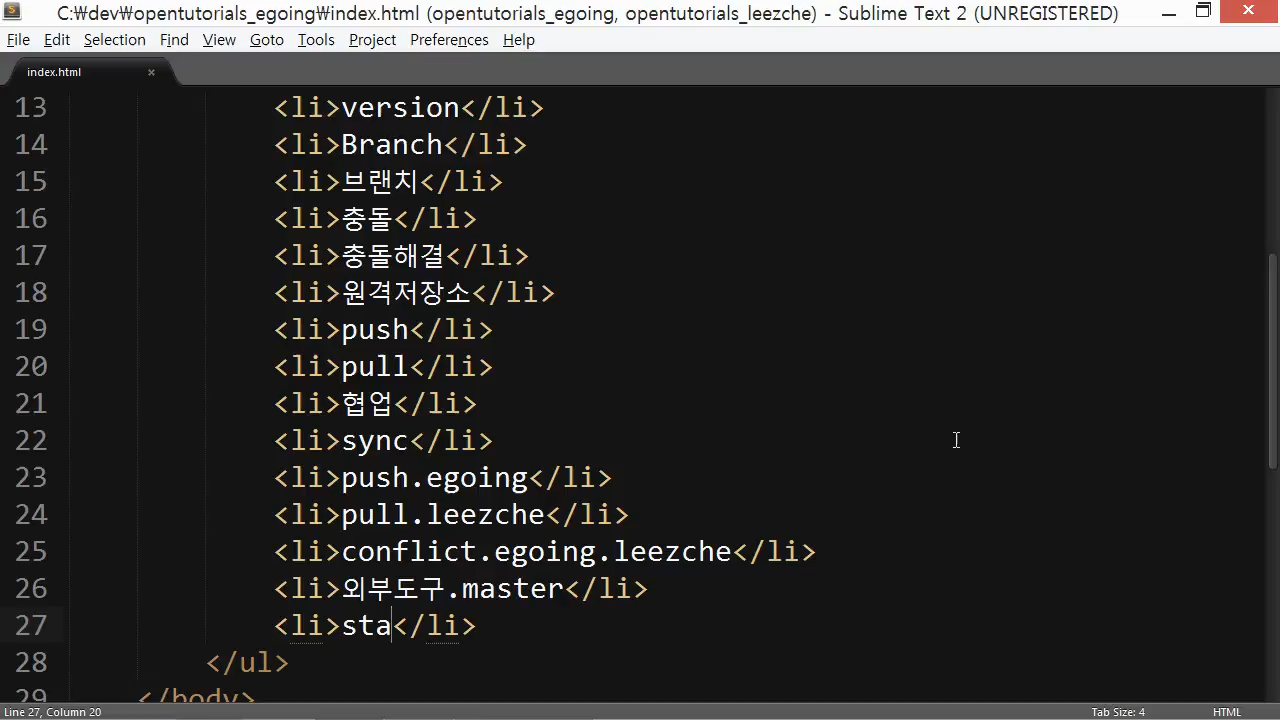 C:₩dev₩opentutorials_egoing₩index.html (opentutorials_egoing, opentutorials_leezche) - Sublime Text 2 (UNREGISTERED)
File Edit Selection Find View Goto Tools Project Preferences Help
index.html
13 <li>version</li>
14 <li>Branch</li>
15 <li>브랜치</li>
16 <li>충돌</li>
17 <li>충돌해결</li>
18 <li>원격저장소</li>
19 <li>push</li>
20 <li>pull</li>
21 <li>협업</li>
22 <li>sync</li>
23 <li>push.egoing</li>
24 <li>pull.leezche</li>
25 <li>conflict.egoing.leezche</li>
26 <li>외부도구.master</li>
27 <li>sta</li>
28 </ul>
29 </body>
Line 27, Column 20 Tab Size: 4 HTML